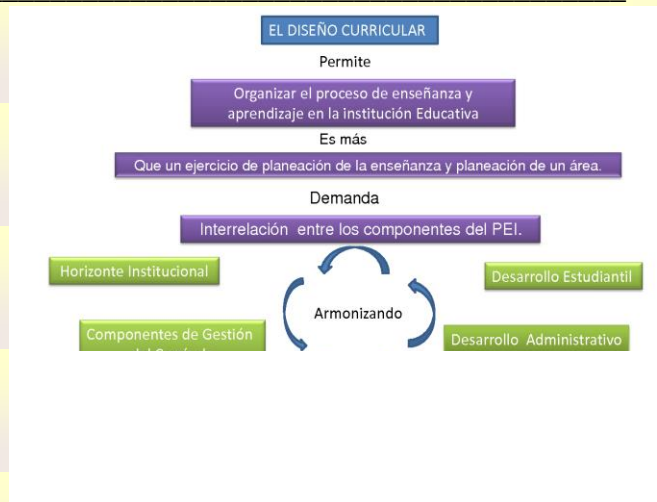 EL DISEÑO CURRICULAR
Permite
Organizar el proceso de enseñanza y
aprendizaje en la institución Educativa
Es más
Que un ejercicio de planeación de la enseñanza y planeación de un área.
Demanda
Interrelación entre los componentes del PEI.
Horizonte Institucional
Desarrollo Estudiantil
Armonizando
Componentes de Gestión
Desarrollo Administrativo